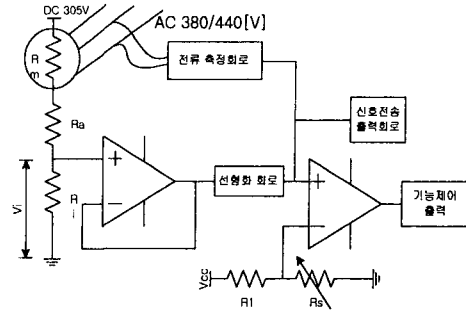 DC 305V
AC 380/440[V]
R
m
전류 측정회로
신호전송
출력회로
Ra
+
−
선형화 회로
+
−
기능제어
출력
Vi
R
i
Vcc
R1
Rs